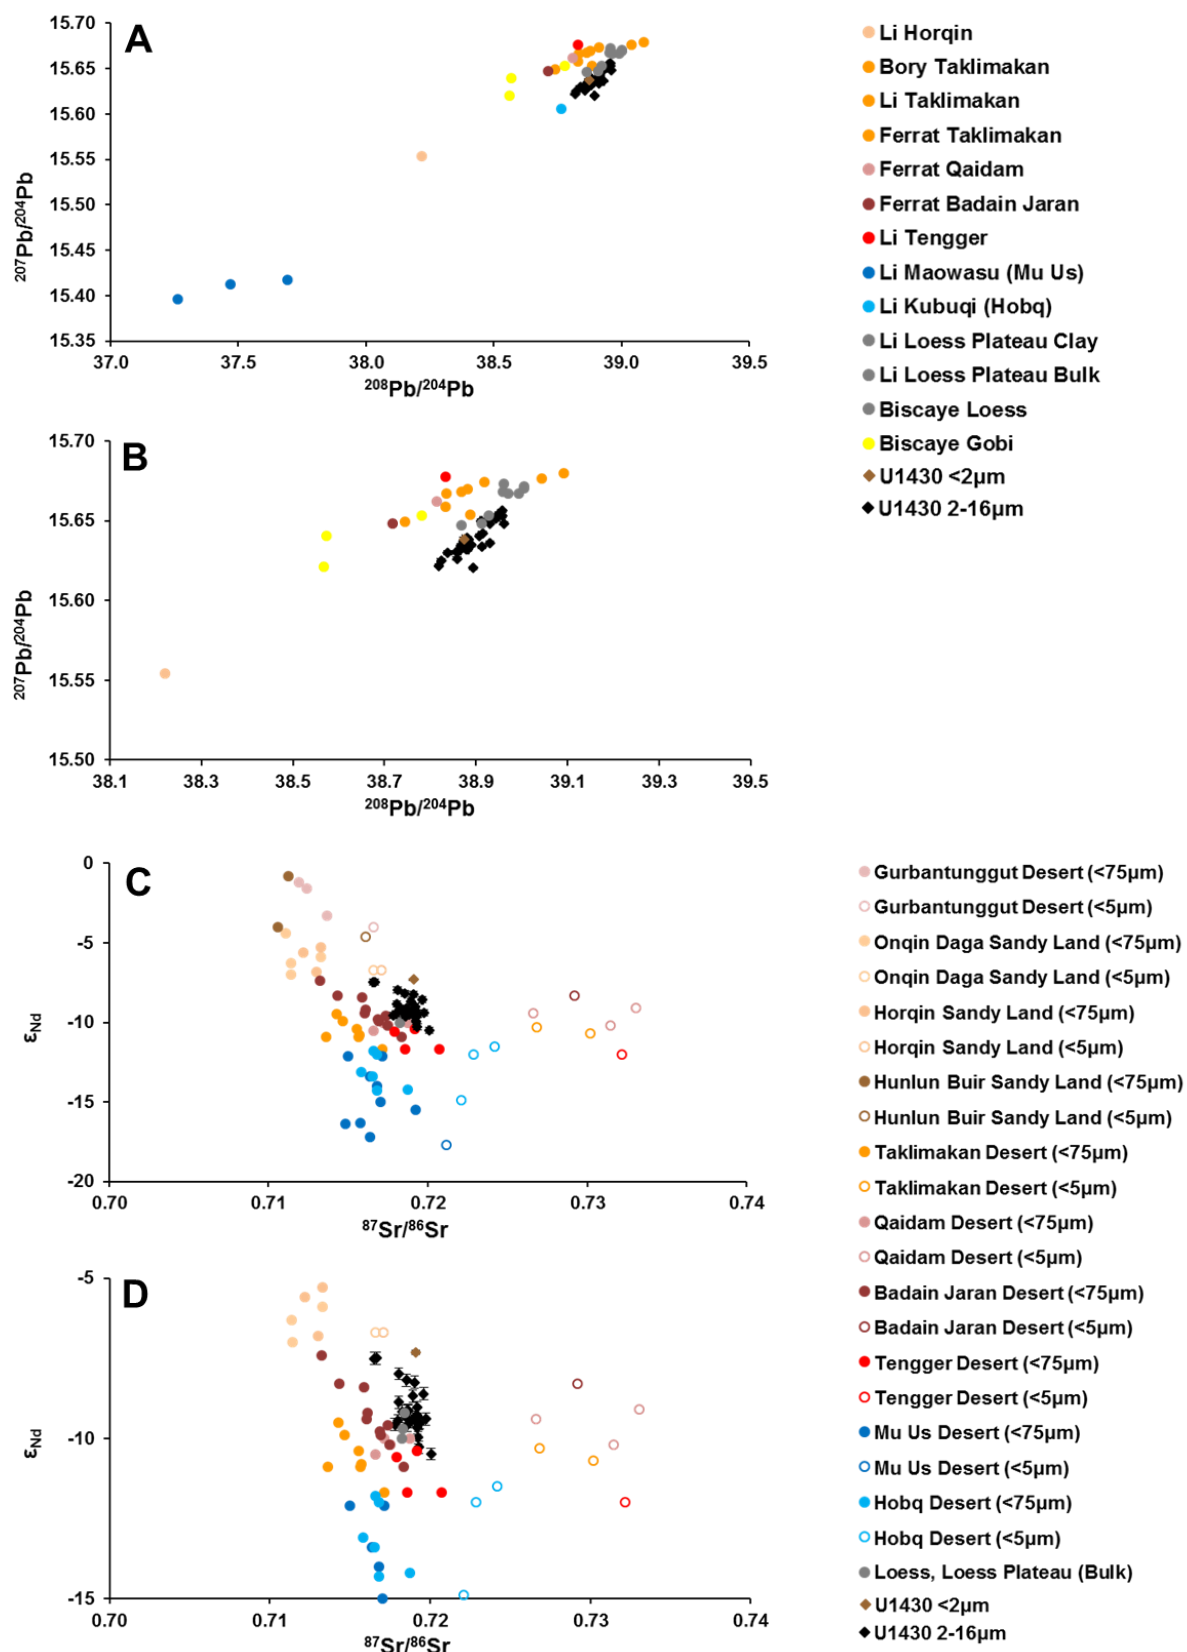 A
15.70
15.65
15.60
15.55
15.50
15.45
15.40
15.35
37.0 37.5 38.0 38.5 39.0 39.5
207Pb/204Pb
208Pb/204Pb
Li Horqin
Bory Taklimakan
Li Taklimakan
Ferrat Taklimakan
Ferrat Qaidam
Ferrat Badain Jaran
Li Tengger
Li Maowasu (Mu Us)
Li Kubuqi (Hobq)
Li Loess Plateau Clay
Li Loess Plateau Bulk
Biscaye Loess
Biscaye Gobi
U1430 <2µm
U1430 2-16µm
B
15.70
15.65
15.60
15.55
15.50
38.1 38.3 38.5 38.7 38.9 39.1 39.3 39.5
207Pb/204Pb
208Pb/204Pb
C
0
-5
-10
-15
-20
0.70 0.71 0.72 0.73 0.74
εNd
87Sr/86Sr
Gurbantunggut Desert (<75µm)
Gurbantunggut Desert (<5µm)
Onqin Daga Sandy Land (<75µm)
Onqin Daga Sandy Land (<5µm)
Horqin Sandy Land (<75µm)
Horqin Sandy Land (<5µm)
Hunlun Buir Sandy Land (<75µm)
Hunlun Buir Sandy Land (<5µm)
Taklimakan Desert (<75µm)
Taklimakan Desert (<5µm)
Qaidam Desert (<75µm)
Qaidam Desert (<5µm)
Badain Jaran Desert (<75µm)
Badain Jaran Desert (<5µm)
Tengger Desert (<75µm)
Tengger Desert (<5µm)
Mu Us Desert (<75µm)
Mu Us Desert (<5µm)
Hobq Desert (<75µm)
Hobq Desert (<5µm)
Loess, Loess Plateau (Bulk)
U1430 <2µm
U1430 2-16µm
D
-5
-10
-15
0.70 0.71 0.72 0.73 0.74
εNd
87Sr/86Sr